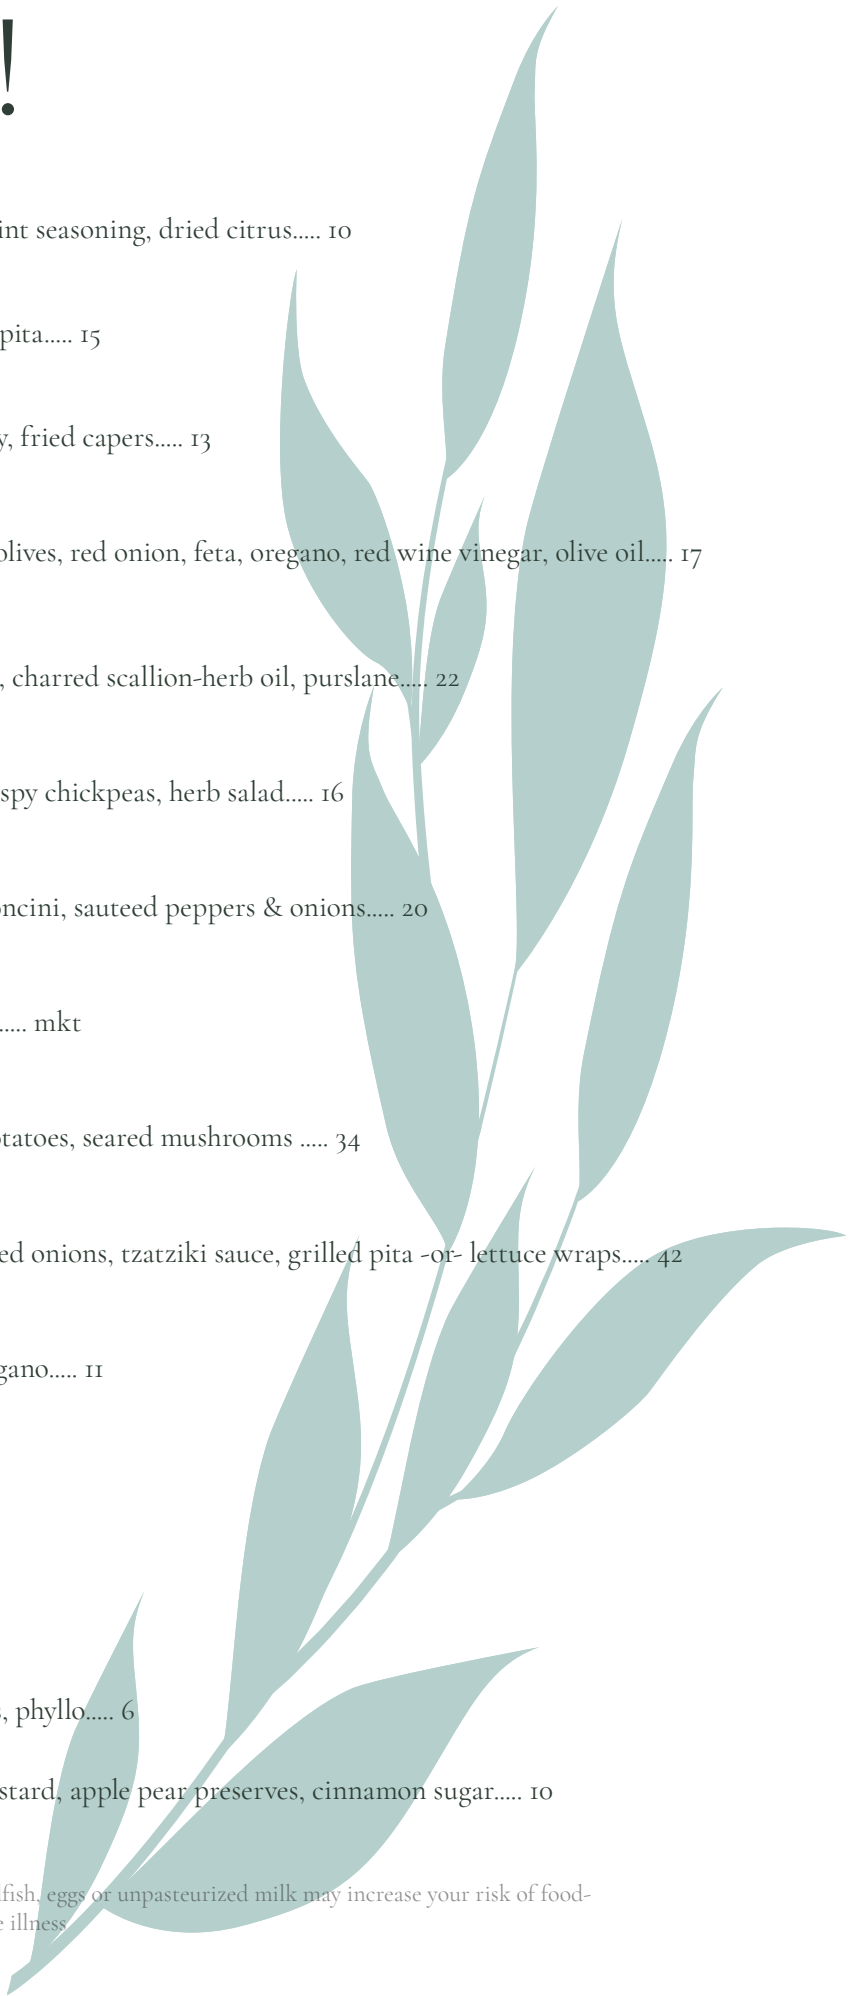 !
int seasoning, dried citrus..... 10
pita..... 15
y, fried capers..... 13
olives, red onion, feta, oregano, red wine vinegar, olive oil..... 17
, charred scallion-herb oil, purslane..... 22
spy chickpeas, herb salad..... 16
oncini, sauteed peppers & onions..... 20
..... mkt
otatoes, seared mushrooms ..... 34
ed onions, tzatziki sauce, grilled pita -or- lettuce wraps..... 42
gano..... 11
s, phyllo..... 6
stard, apple pear preserves, cinnamon sugar..... 10
lfish, eggs or unpasteurized milk may increase your risk of food-
e illness